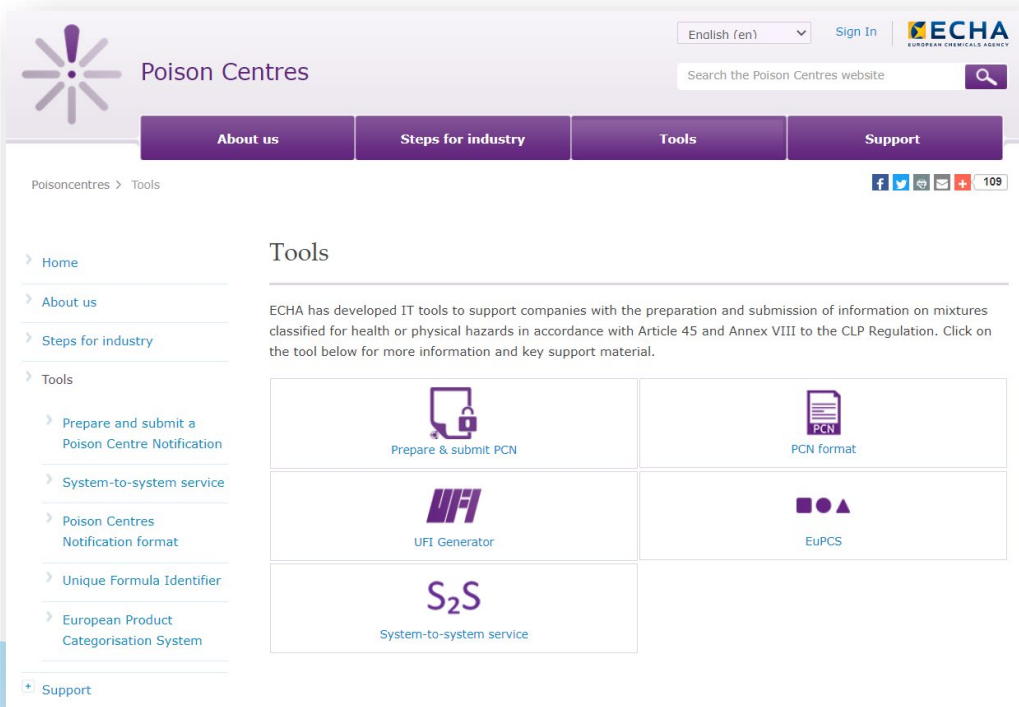 English (en)
Sign In
ECHA
EUROPEAN CHEMICALS AGENCY
Poison Centres
Search the Poison Centres website
About us
Steps for industry
Tools
Support
Poisoncentres > Tools
109
Home
About us
Steps for industry
Tools
Prepare and submit a
Poison Centre Notification
System-to-system service
Poison Centres
Notification format
Unique Formula Identifier
European Product
Categorisation System
Support
Tools
ECHA has developed IT tools to support companies with the preparation and submission of information on mixtures
classified for health or physical hazards in accordance with Article 45 and Annex VIII to the CLP Regulation. Click on
the tool below for more information and key support material.
Prepare & submit PCN
PCN
PCN format
UFI
UFI Generator
EuPCS
S2S
System-to-system service